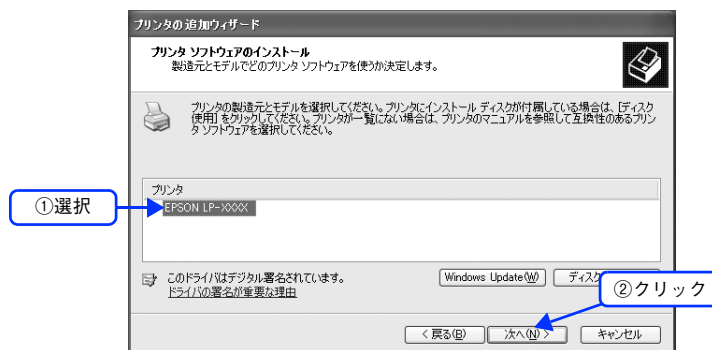 プリンタの追加ウィザード
プリンタ ソフトウェアのインストール
製造元とモデルでどのプリンタ ソフトウェアを使うか決定します。
プリンタの製造元とモデルを選択してください。プリンタにインストール ディスクが付属している場合は、[ディスク
使用] をクリックしてください。プリンタが一覧にない場合は、プリンタのマニュアルを参照して互換性のあるプリン
タ ソフトウェアを選択してください。
プリンタ
①選択
EPSON LP-XXXX
このドライバはデジタル署名されています。
ドライバの署名が重要な理由
Windows Update(W)
ディスク
②クリック
< 戻る(B)
次へ(N) >
キャンセル